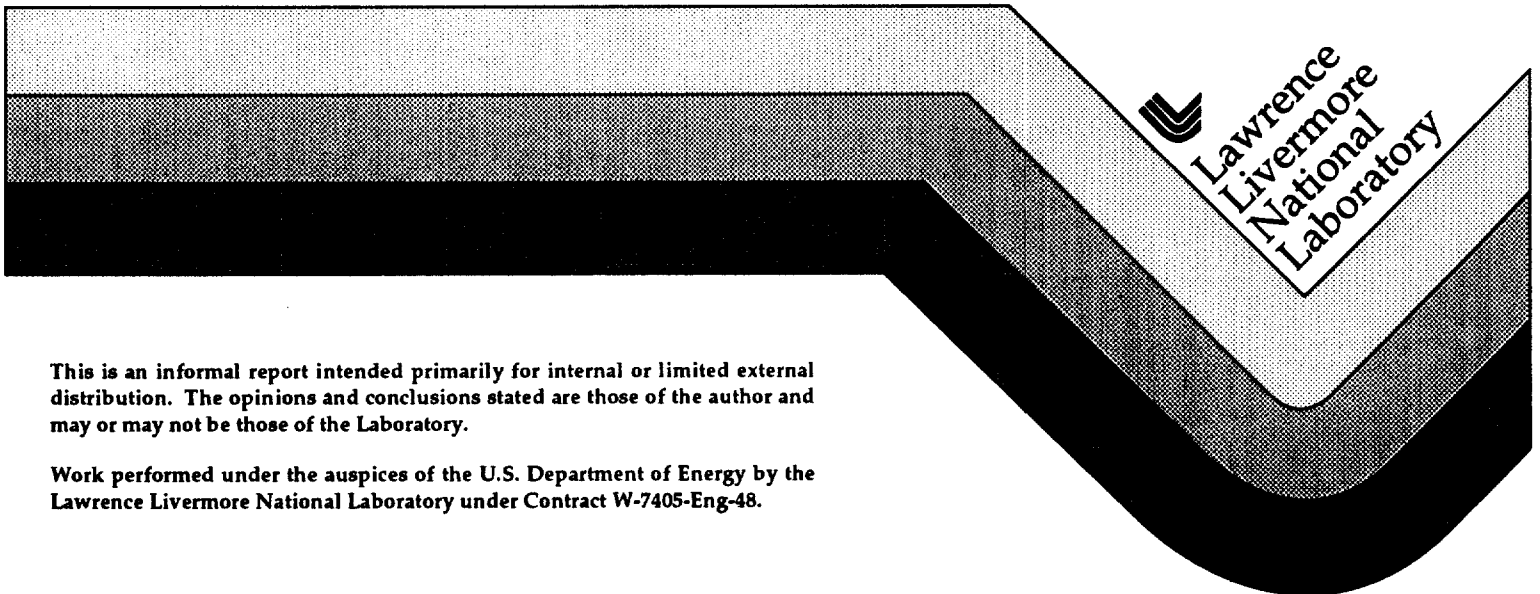 Lawrence
Livermore
National
Laboratory
This is an informal report intended primarily for internal or limited external
distribution. The opinions and conclusions stated are those of the author and
may or may not be those of the Laboratory.
Work performed under the auspices of the U.S. Department of Energy by the
Lawrence Livermore National Laboratory under Contract W-7405-Eng-48.